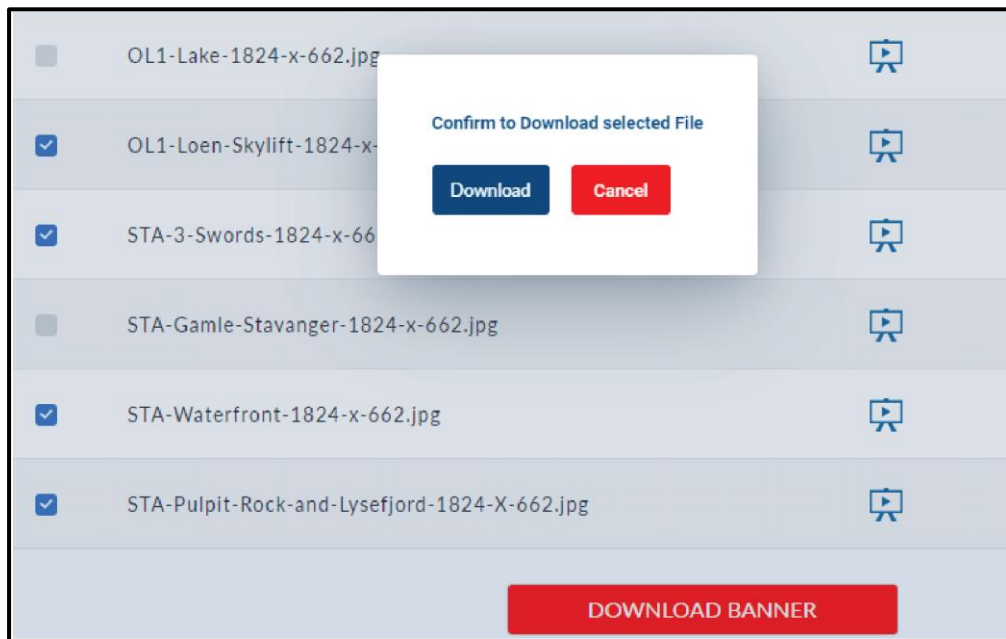 OL1-Lake-1824-x-662.jpg
Confirm to Download selected File
OL1-Loen-Skylift-1824-x-
Download Cancel
STA-3-Swords-1824-x-66
STA-Gamle-Stavanger-1824-x-662.jpg
STA-Waterfront-1824-x-662.jpg
STA-Pulpit-Rock-and-Lysefjord-1824-X-662.jpg
DOWNLOAD BANNER